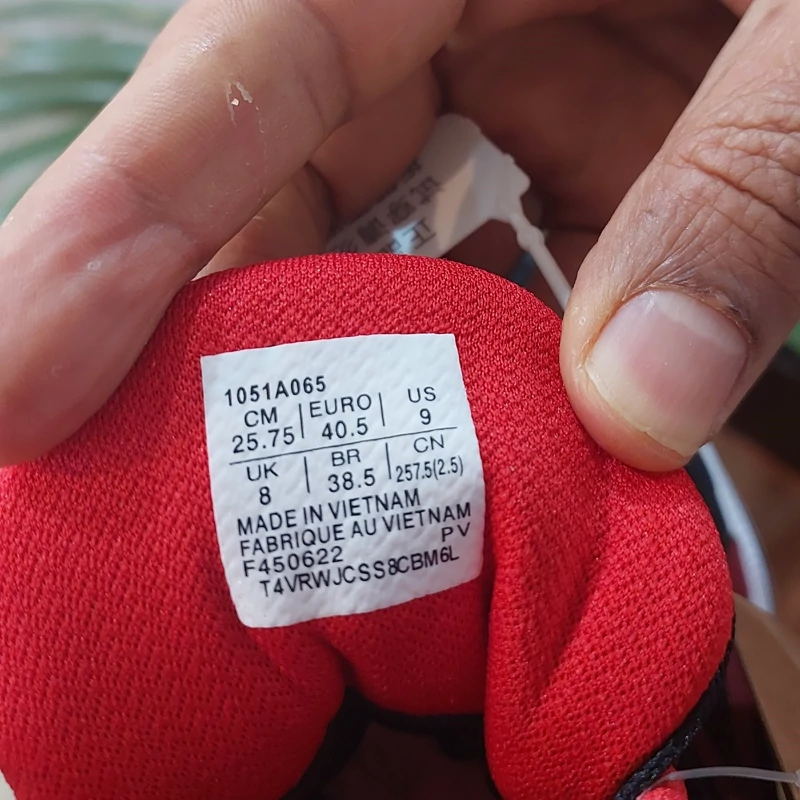 1051A065
CM | EURO | US
25.75 | 40.5 | 9
UK | BR | CN
8 | 38.5 | 257.5(2.5)
MADE IN VIETNAM
FABRIQUE AU VIETNAM
F450622 PV
T4VRWJCSS8CBM6L